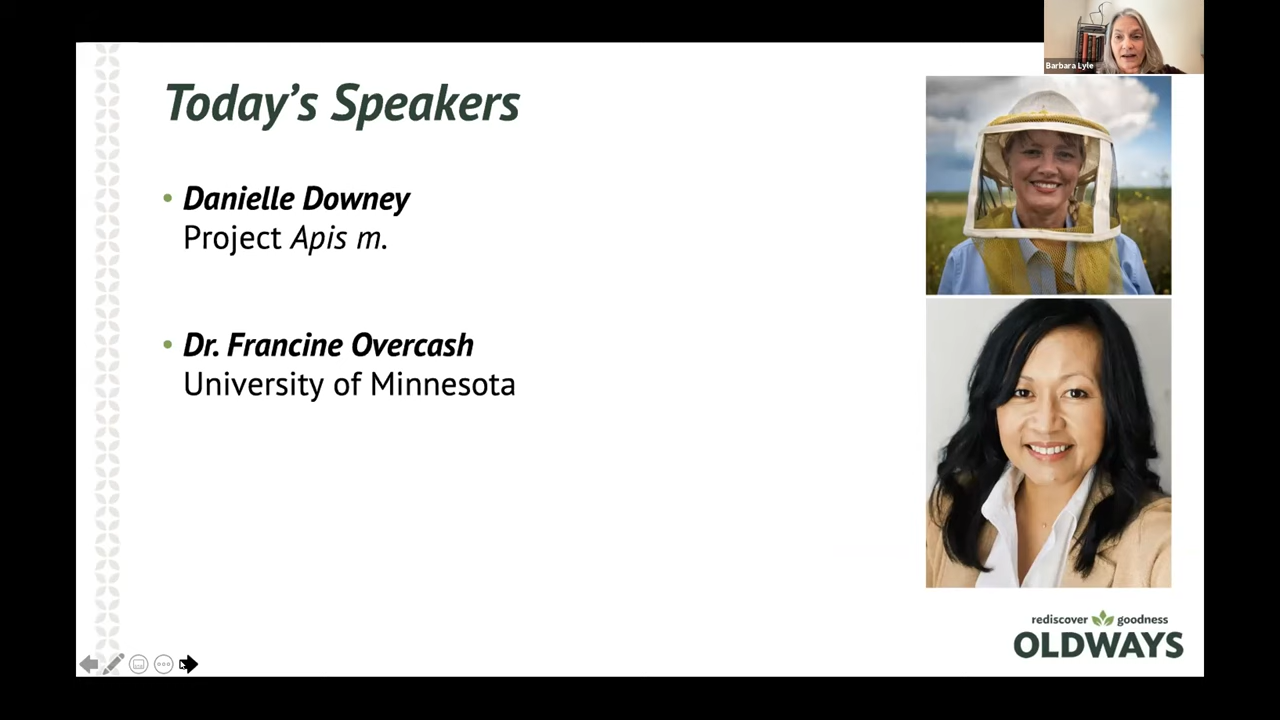 Barbara Lyle
Today's Speakers
• Danielle Downey
Project Apis m.
• Dr. Francine Overcash
University of Minnesota
rediscover goodness
OLDWAYS